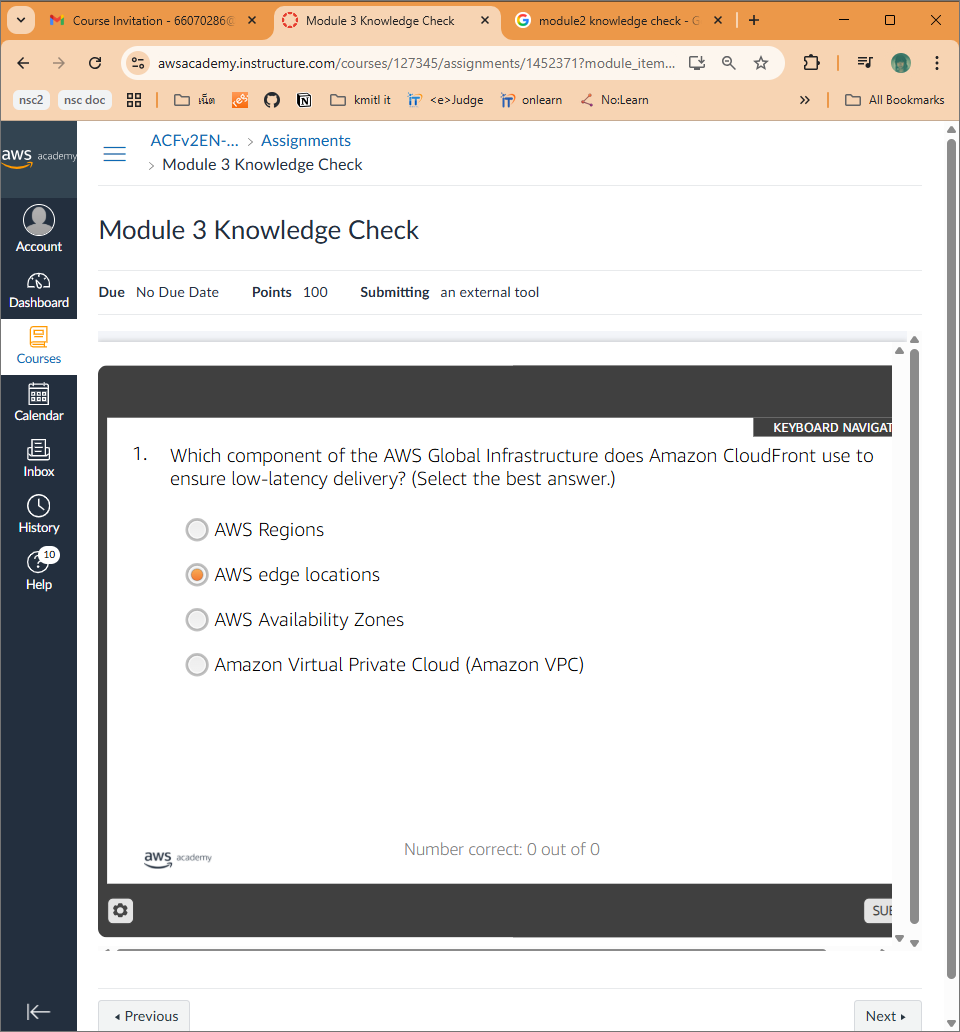 Course Invitation - 66070286@
Module 3 Knowledge Check
module2 knowledge check - G
awsacademy.instructure.com/courses/127345/assignments/1452371?module_item...
nsc2
nsc doc
เน็ต
kmitl it
<e>Judge
onlearn
No:Learn
All Bookmarks
aws academy
Account
Dashboard
Courses
Calendar
Inbox
History
10
Help
ACFv2EN-... > Assignments
> Module 3 Knowledge Check
Module 3 Knowledge Check
Due No Due Date Points 100 Submitting an external tool
KEYBOARD NAVIGAT
1. Which component of the AWS Global Infrastructure does Amazon CloudFront use to
ensure low-latency delivery? (Select the best answer.)
AWS Regions
AWS edge locations
AWS Availability Zones
Amazon Virtual Private Cloud (Amazon VPC)
Number correct: 0 out of 0
aws academy
SUB
Previous
Next